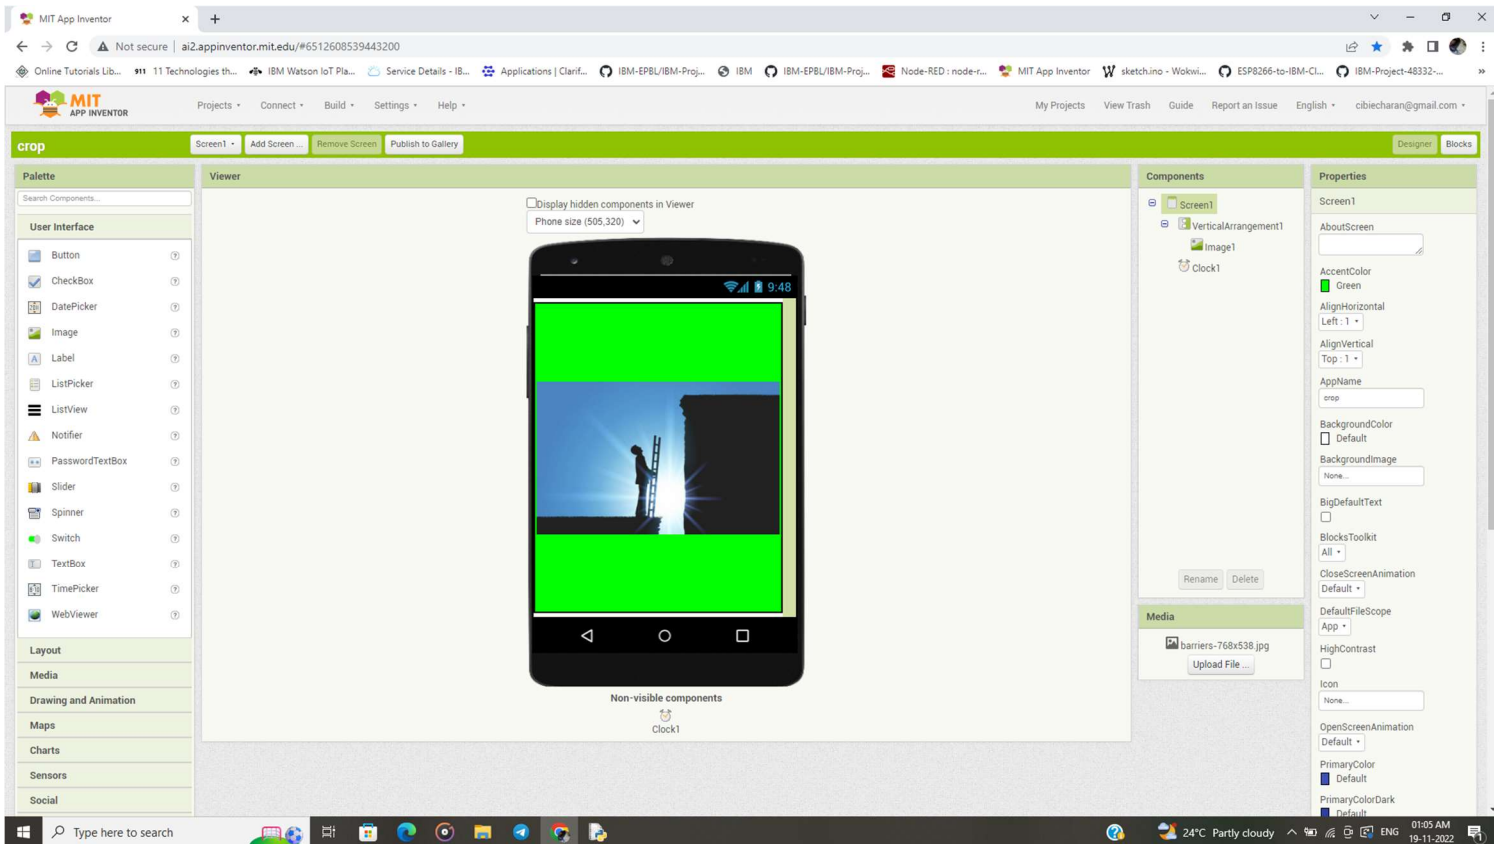 MIT App Inventor
Not secure | ai2.appinventor.mit.edu/#6512608539443200
Online Tutorials Lib... 911 11 Technologies th... IBM Watson IoT Pla... Service Details - IB... Applications | Clarif... IBM-EPBL/IBM-Proj... IBM IBM-EPBL/IBM-Proj... Node-RED : node-r... MIT App Inventor sketch.ino - Wokwi... ESP8266-to-IBM-Cl... IBM-Project-48332-... »
MIT
APP INVENTOR
Projects Connect Build Settings Help My Projects View Trash Guide Report an Issue English cibiecharan@gmail.com
crop Screen1 Add Screen ... Remove Screen Publish to Gallery Designer Blocks
Palette
Search Components...
User Interface
Button
CheckBox
DatePicker
Image
Label
ListPicker
ListView
Notifier
PasswordTextBox
Slider
Spinner
Switch
TextBox
TimePicker
WebViewer
Layout
Media
Drawing and Animation
Maps
Charts
Sensors
Social
Viewer
Display hidden components in Viewer
Phone size (505,320)
9:48
Non-visible components
Clock1
Components
Screen1
VerticalArrangement1
Image1
Clock1
Rename Delete
Media
barriers-768x538.jpg
Upload File ...
Properties
Screen1
AboutScreen
AccentColor
Green
AlignHorizontal
Left : 1
AlignVertical
Top : 1
AppName
crop
BackgroundColor
Default
BackgroundImage
None...
BigDefaultText
BlocksToolkit
All
CloseScreenAnimation
Default
DefaultFileScope
App
HighContrast
Icon
None...
OpenScreenAnimation
Default
PrimaryColor
Default
PrimaryColorDark
Default
Type here to search
24°C Partly cloudy
ENG
01:05 AM
19-11-2022